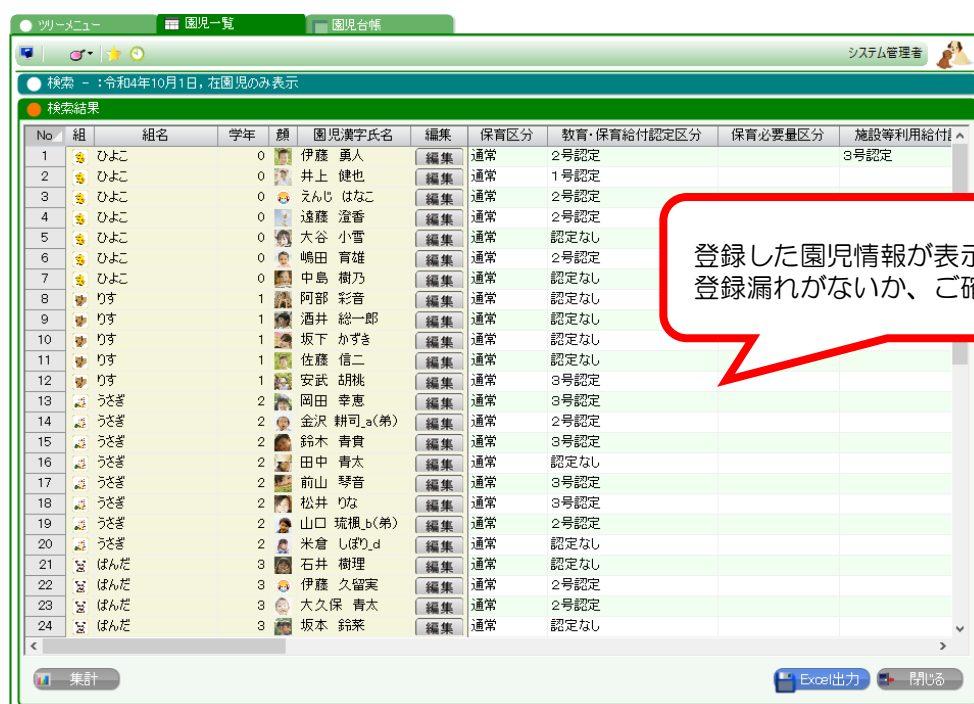 ツリーメニュー 園児一覧 園児台帳
システム管理者
検索 - :令和4年10月1日,在園児のみ表示
検索結果
No 組 組名 学年 顔 園児漢字氏名 編集 保育区分 教育・保育給付認定区分 保育必要量区分 施設等利用給付
1 ひよこ 0 伊藤 勇人 編集 通常 2号認定 3号認定
2 ひよこ 0 井上 健也 編集 通常 1号認定
3 ひよこ 0 えんじ はなこ 編集 通常 2号認定
4 ひよこ 0 遠藤 澄香 編集 通常 2号認定
5 ひよこ 0 大谷 小雪 編集 通常 認定なし
6 ひよこ 0 嶋田 育雄 編集 通常 2号認定
7 ひよこ 0 中島 樹乃 編集 通常 認定なし
8 りす 1 阿部 彩音 編集 通常 認定なし
9 りす 1 酒井 総一郎 編集 通常 認定なし
10 りす 1 坂下 かずき 編集 通常 認定なし
11 りす 1 佐藤 信二 編集 通常 認定なし
12 りす 1 安武 胡桃 編集 通常 3号認定
13 うさぎ 2 岡田 幸恵 編集 通常 3号認定
14 うさぎ 2 金沢 耕司_a(弟) 編集 通常 2号認定
15 うさぎ 2 鈴木 青貴 編集 通常 3号認定
16 うさぎ 2 田中 青太 編集 通常 認定なし
17 うさぎ 2 前山 琴音 編集 通常 3号認定
18 うさぎ 2 松井 りな 編集 通常 3号認定
19 うさぎ 2 山口 琉楓_b(弟) 編集 通常 2号認定
20 うさぎ 2 米倉 しぼり_d 編集 通常 認定なし
21 ぱんだ 3 石井 樹理 編集 通常 認定なし
22 ぱんだ 3 伊藤 久留実 編集 通常 2号認定
23 ぱんだ 3 大久保 青太 編集 通常 2号認定
24 ぱんだ 3 坂本 鈴菜 編集 通常 認定なし
登録した園児情報が表示
登録漏れがないか、ご確
集計 Excel出力 閉じる